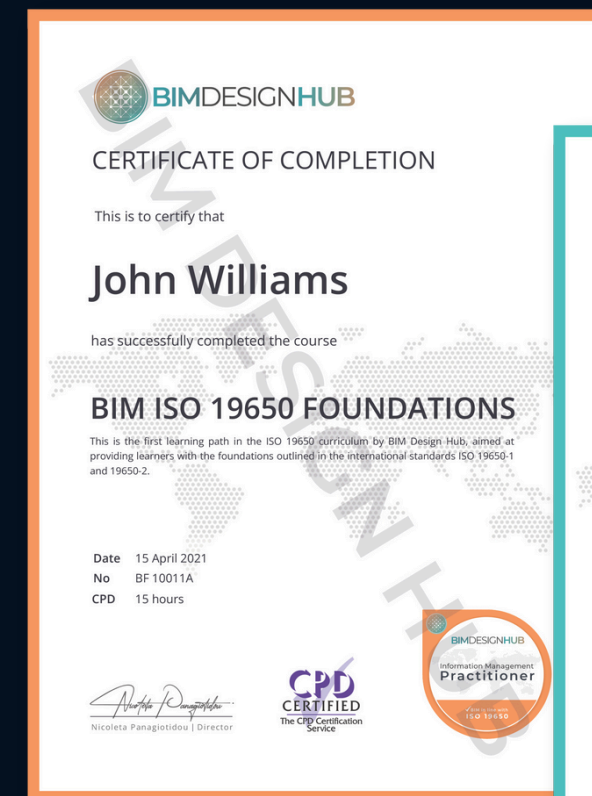 BIMDESIGNHUB
CERTIFICATE OF COMPLETION
This is to certify that
John Williams
has successfully completed the course
BIM ISO 19650 FOUNDATIONS
This is the first learning path in the ISO 19650 curriculum by BIM Design Hub, aimed at
providing learners with the foundations outlined in the international standards ISO 19650-1
and 19650-2.
Date 15 April 2021
No BF 10011A
CPD 15 hours
Nicoleta Panagiotidou | Director
CPD
CERTIFIED
The CPD Certification
Service
BIMDESIGNHUB
Information Management
Practitioner
ISO 19650
BIM DESIGN HUB